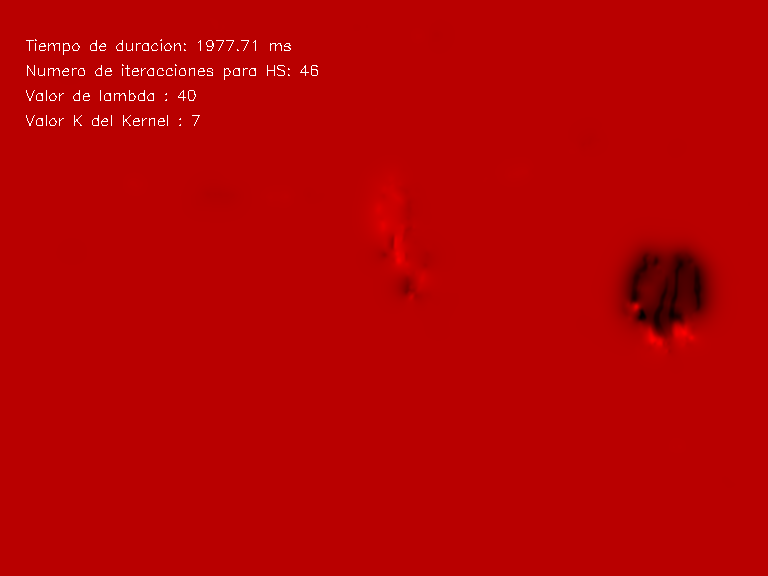 Tiempo de duracion: 1977.71 ms
Numero de iteracciones para HS: 46
Valor de lambda : 40
Valor K del Kernel : 7